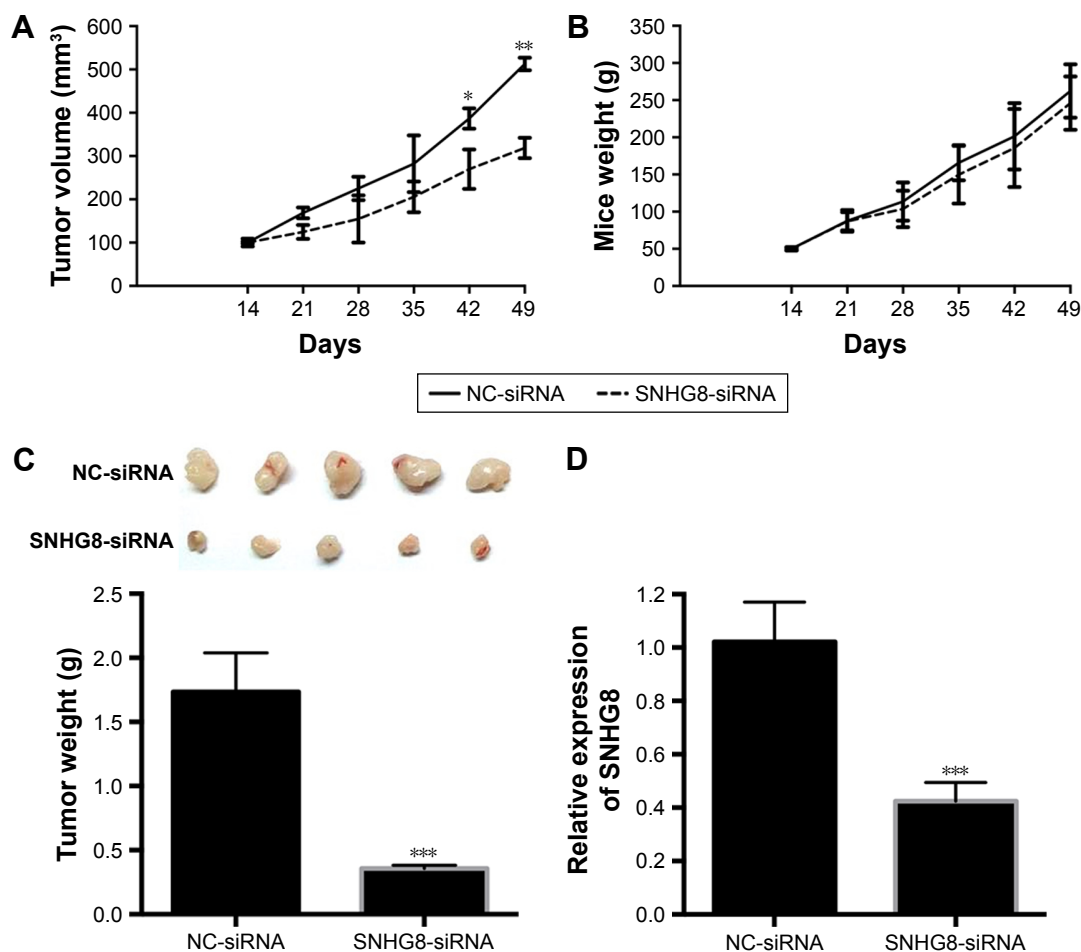 A
Tumor volume (mm³)
600
500
400
300
200
100
0
*
**
14 21 28 35 42 49
Days
B
Mice weight (g)
350
300
250
200
150
100
50
0
14 21 28 35 42 49
Days
NC-siRNA SNHG8-siRNA
C
NC-siRNA
SNHG8-siRNA
Tumor weight (g)
2.5
2.0
1.5
1.0
0.5
0.0
***
NC-siRNA SNHG8-siRNA
D
Relative expression
of SNHG8
1.2
1.0
0.8
0.6
0.4
0.2
0.0
***
NC-siRNA SNHG8-siRNA